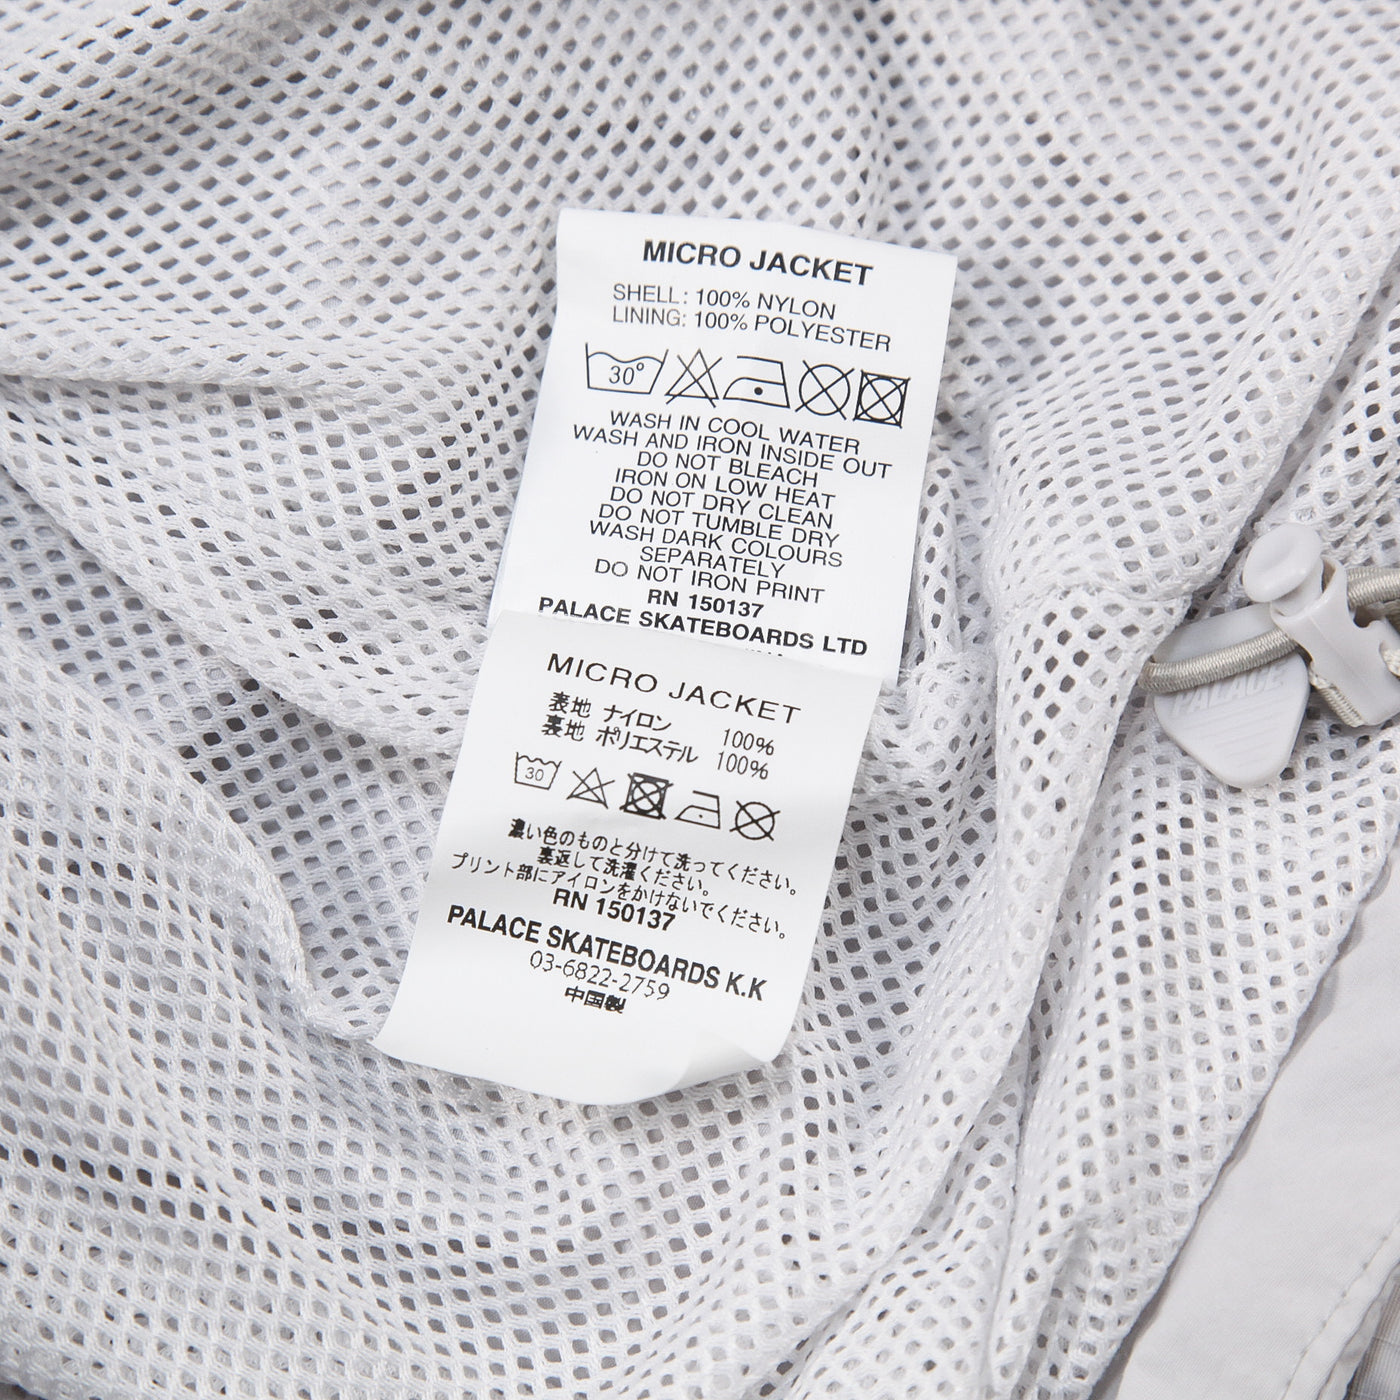 MICRO JACKET
SHELL: 100% NYLON
LINING: 100% POLYESTER
30°
WASH IN COOL WATER
WASH AND IRON INSIDE OUT
DO NOT BLEACH
IRON ON LOW HEAT
DO NOT DRY CLEAN
DO NOT TUMBLE DRY
WASH DARK COLOURS
SEPARATELY
DO NOT IRON PRINT
RN 150137
PALACE SKATEBOARDS LTD
MICRO JACKET
表地 ナイロン 100%
裏地 ポリエステル 100%
30
濃い色のものと分けて洗ってください。
裏返して洗濯ください。
プリント部にアイロンをかけないでください。
RN 150137
PALACE SKATEBOARDS K.K
03-6822-2759
中国製
PALACE